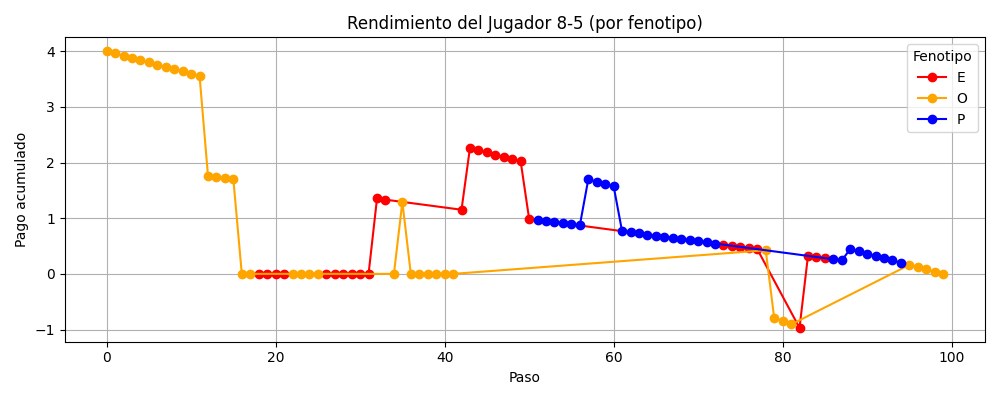 Rendimiento del Jugador 8-5 (por fenotipo)
Pago acumulado
4
3
2
1
0
−1
Fenotipo
E
O
P
0 20 40 60 80 100
Paso